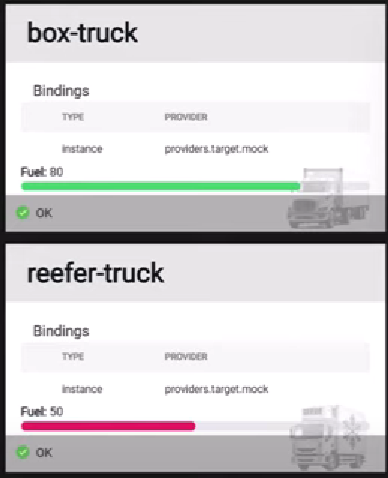 box-truck
Bindings
TYPE PROVIDER
instance providers.target.mock
Fuel: 80
OK
reefer-truck
Bindings
TYPE PROVIDER
instance providers.target.mock
Fuel: 50
OK